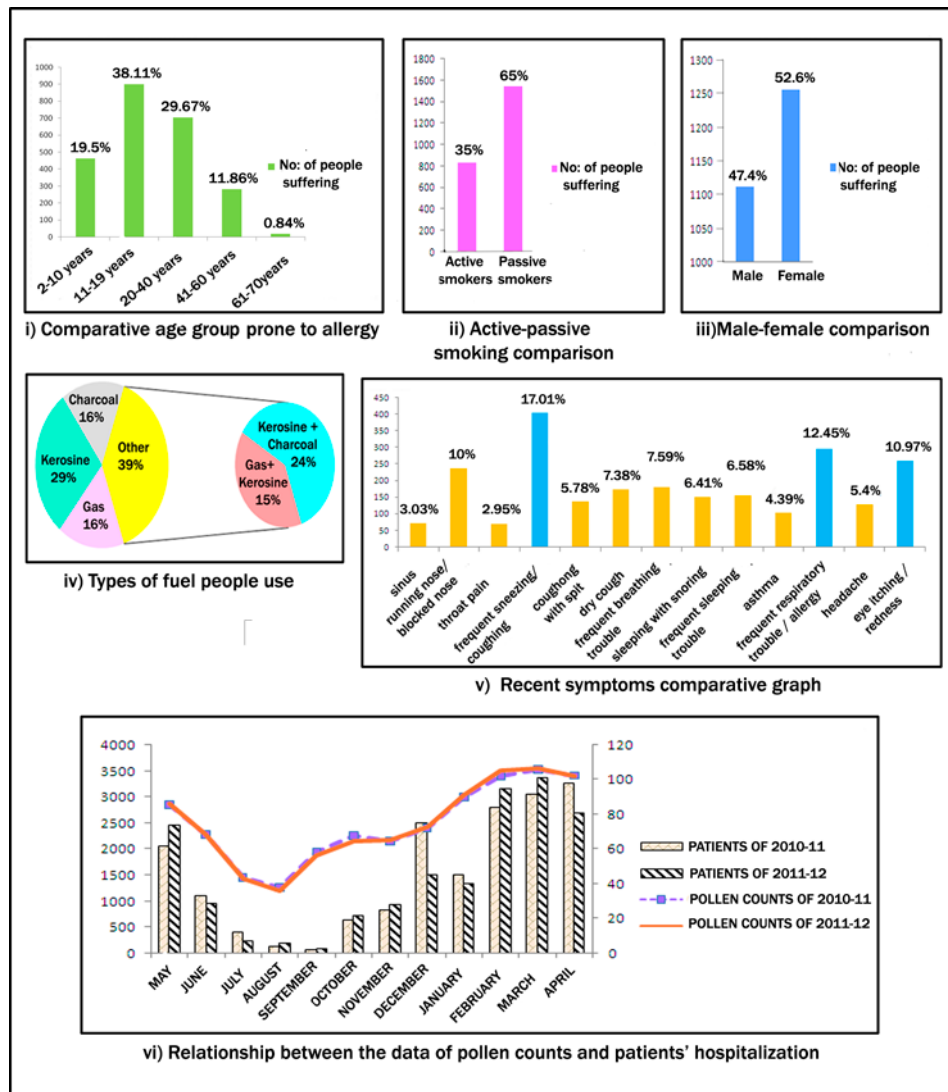 1000
900
800
700
600
500
400
300
200
100
0
19.5%
38.11%
29.67%
11.86%
0.84%
No: of people
suffering
2-10 years
11-19 years
20-40 years
41-60 years
61-70years
i) Comparative age group prone to allergy
1800
1600
1400
1200
1000
800
600
400
200
0
35%
65%
No: of people
suffering
Active
smokers
Passive
smokers
ii) Active-passive
smoking comparison
1300
1250
1200
1150
1100
1050
1000
47.4%
52.6%
No: of people
suffering
Male
Female
iii)Male-female comparison
Charcoal
16%
Kerosine
29%
Other
39%
Gas
16%
Kerosine +
Charcoal
24%
Gas+
Kerosine
15%
iv) Types of fuel people use
450
400
350
300
250
200
150
100
50
0
3.03%
10%
2.95%
17.01%
5.78%
7.38%
7.59%
6.41%
6.58%
4.39%
12.45%
5.4%
10.97%
sinus
running nose/
blocked nose
throat pain
frequent sneezing/
coughing
coughong
with spit
dry cough
frequent breathing
trouble
sleeping with snoring
frequent sleeping
trouble
asthma
frequent respiratory
trouble / allergy
headache
eye itching /
redness
v) Recent symptoms comparative graph
4000
3500
3000
2500
2000
1500
1000
500
0
120
100
80
60
40
20
0
MAY
JUNE
JULY
AUGUST
SEPTEMBER
OCTOBER
NOVEMBER
DECEMBER
JANUARY
FEBRUARY
MARCH
APRIL
PATIENTS OF 2010-11
PATIENTS OF 2011-12
POLLEN COUNTS OF 2010-11
POLLEN COUNTS OF 2011-12
vi) Relationship between the data of pollen counts and patients' hospitalization